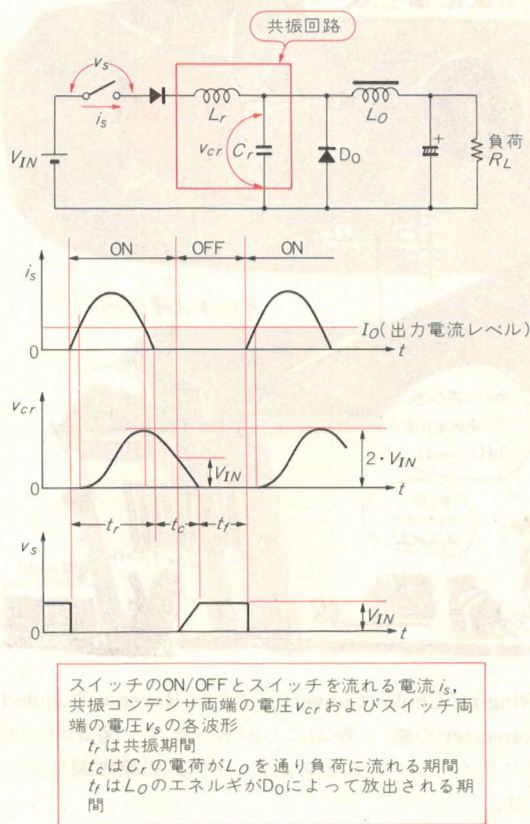 共振回路
vs
is
Lr
LO
VIN
vcr
Cr
DO
+
負荷
RL
ON
OFF
ON
is
IO(出力電流レベル)
0
t
vcr
VIN
2・VIN
0
t
tr
tc
tf
vs
VIN
0
t
スイッチのON/OFFとスイッチを流れる電流is,
共振コンデンサ両端の電圧vcrおよびスイッチ両
端の電圧vsの各波形
trは共振期間
tcはCrの電荷がLOを通り負荷に流れる期間
tfはLOのエネルギがDOによって放出される期
間